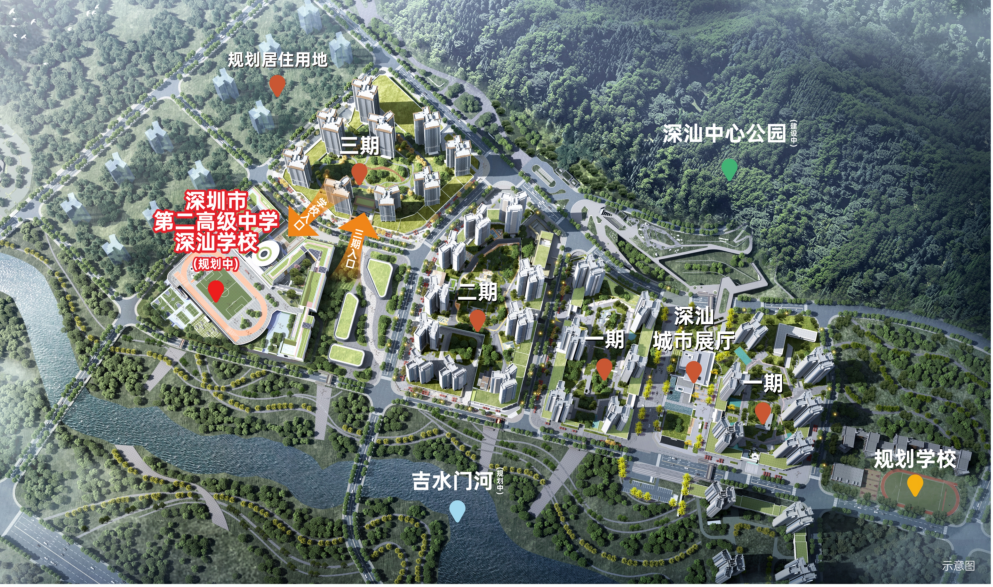 规划居住用地
深汕中心公园
(建设中)
三期
深圳市
第二高级中学
深汕学校
(规划中)
学校入口
三期入口
二期
一期
深汕
城市展厅
一期
规划学校
吉水门河
(规划中)
示意图